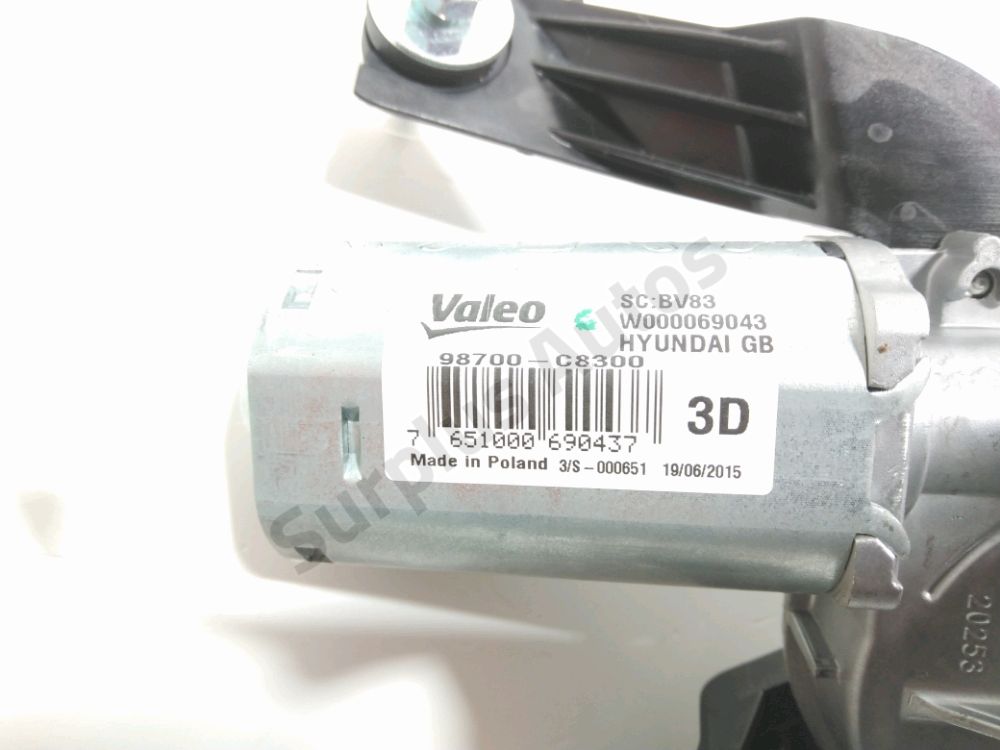 Valeo
SC:BV83
W000069043
HYUNDAI GB
98700-C8300
3D
7 651000 690437
Made in Poland 3/S-000651 19/06/2015
20253
Surplus Autos